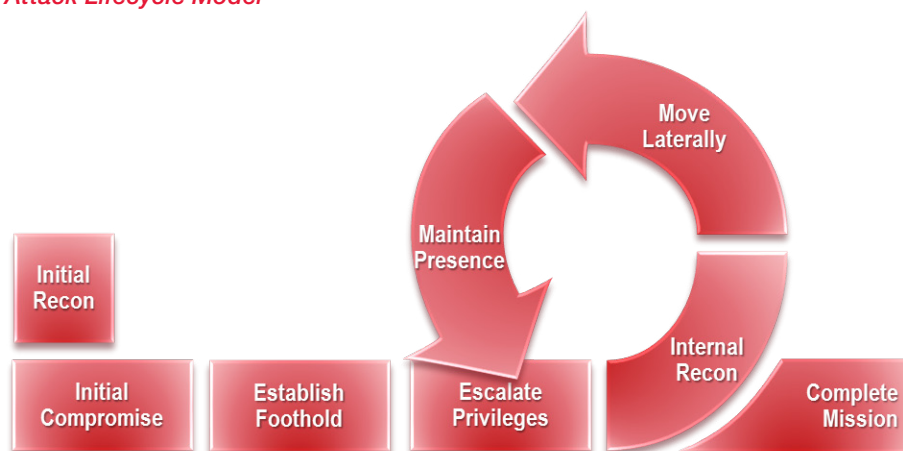 Attack Lifecycle Model
Move
Laterally
Maintain
Presence
Initial
Recon
Initial
Compromise
Establish
Foothold
Escalate
Privileges
Internal
Recon
Complete
Mission